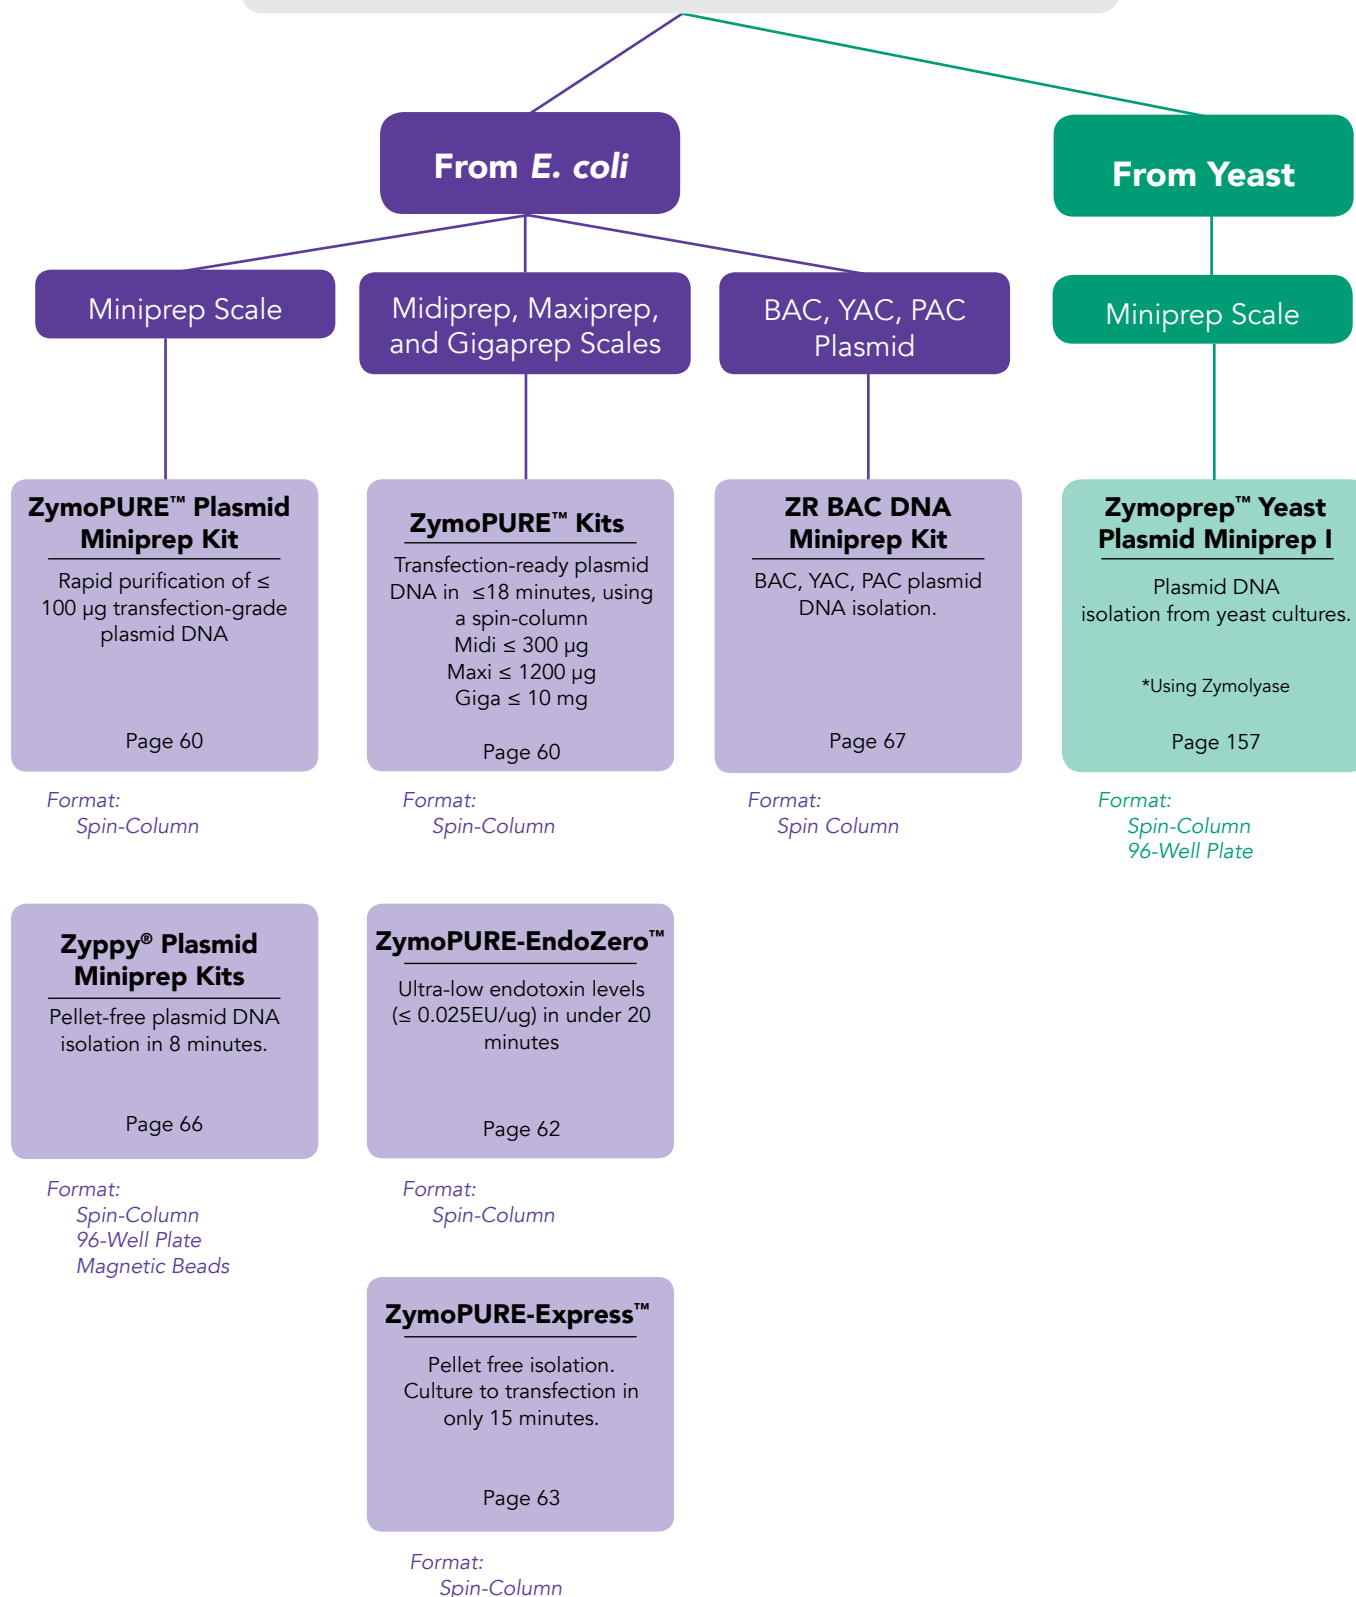 From E. coli
From Yeast
Miniprep Scale
Midiprep, Maxiprep,
and Gigaprep Scales
BAC, YAC, PAC
Plasmid
Miniprep Scale
ZymoPURE™ Plasmid
Miniprep Kit
Rapid purification of ≤
100 µg transfection-grade
plasmid DNA
Page 60
Format:
Spin-Column
ZymoPURE™ Kits
Transfection-ready plasmid
DNA in ≤18 minutes, using
a spin-column
Midi ≤ 300 µg
Maxi ≤ 1200 µg
Giga ≤ 10 mg
Page 60
Format:
Spin-Column
ZR BAC DNA
Miniprep Kit
BAC, YAC, PAC plasmid
DNA isolation.
Page 67
Format:
Spin Column
Zymoprep™ Yeast
Plasmid Miniprep I
Plasmid DNA
isolation from yeast cultures.
*Using Zymolyase
Page 157
Format:
Spin-Column
96-Well Plate
Zyppy® Plasmid
Miniprep Kits
Pellet-free plasmid DNA
isolation in 8 minutes.
Page 66
Format:
Spin-Column
96-Well Plate
Magnetic Beads
ZymoPURE-EndoZero™
Ultra-low endotoxin levels
(≤ 0.025EU/ug) in under 20
minutes
Page 62
Format:
Spin-Column
ZymoPURE-Express™
Pellet free isolation.
Culture to transfection in
only 15 minutes.
Page 63
Format:
Spin-Column